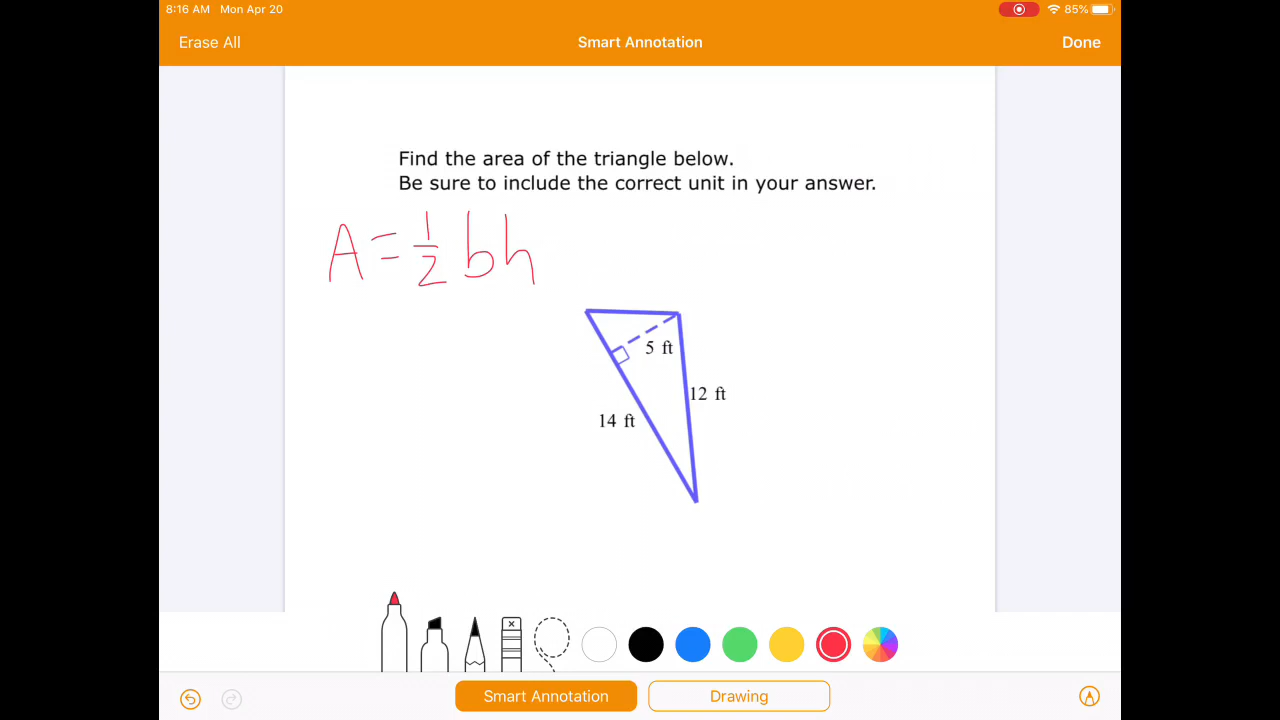 8:16 AM Mon Apr 20
85%
Erase All
Smart Annotation
Done
Find the area of the triangle below.
Be sure to include the correct unit in your answer.
A = 1/2 bh
5 ft
12 ft
14 ft
x
Smart Annotation
Drawing